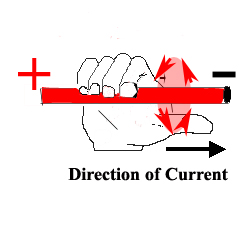 + -
Direction of Current